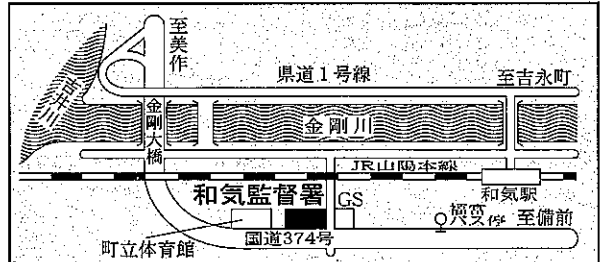 至美作
吉井川
県道1号線
至吉永町
金剛大橋
金剛川
JR山陽本線
和気監督署
GS
和気駅
バス停 至備前
国道374号
町立体育館